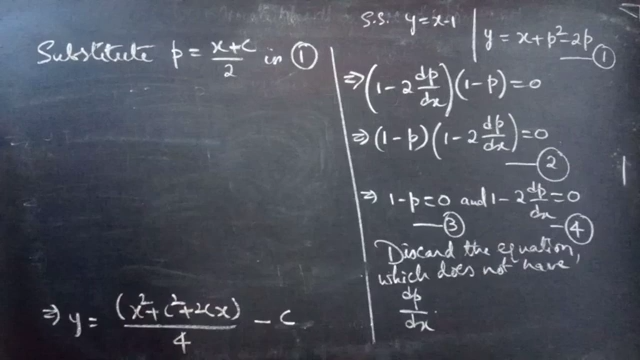 Substitute p = (x+c)/2 in ①
⇒ y = (x²+c²+2cx)/4 − c
S.S. y = x−1
y = x + p² − 2p —①
⇒ (1 − 2 dp/dx)(1 − p) = 0
⇒ (1 − p)(1 − 2 dp/dx) = 0
—②
⇒ 1 − p = 0 and 1 − 2 dp/dx = 0
—③ —④
Discard the equation,
which does not have
dp/dx.